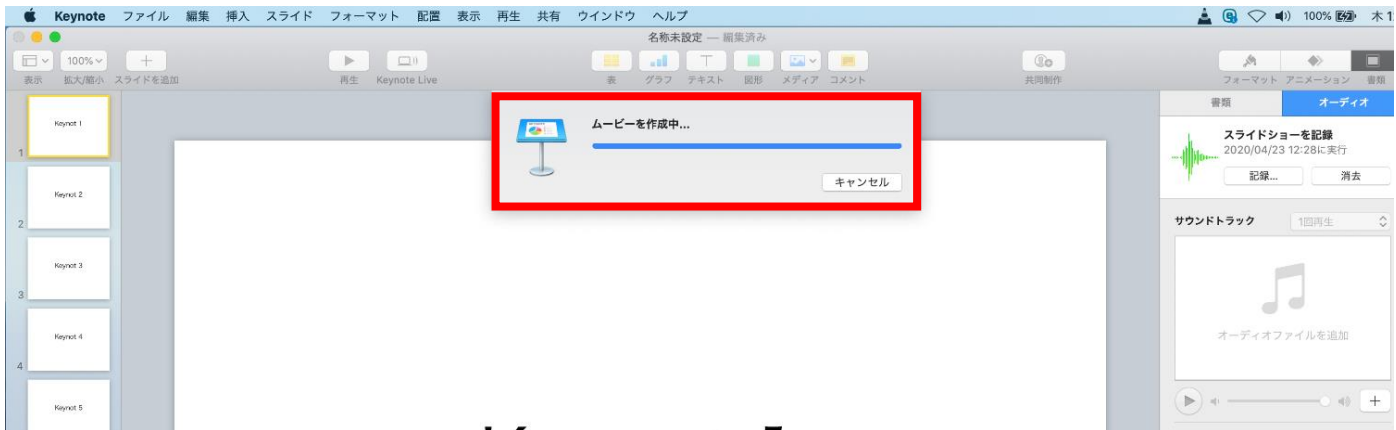 Keynote ファイル 編集 挿入 スライド フォーマット 配置 表示 再生 共有 ウインドウ ヘルプ 100% 木 1
名称未設定 — 編集済み
100%
表示 拡大/縮小 スライドを追加 再生 Keynote Live 表 グラフ テキスト 図形 メディア コメント 共同制作 フォーマット アニメーション 書類
Keynot 1
1
Keynot 2
2
Keynot 3
3
Keynot 4
4
Keynot 5
ムービーを作成中...
キャンセル
書類 オーディオ
スライドショーを記録
2020/04/23 12:28に実行
記録... 消去
サウンドトラック 1回再生
オーディオファイルを追加